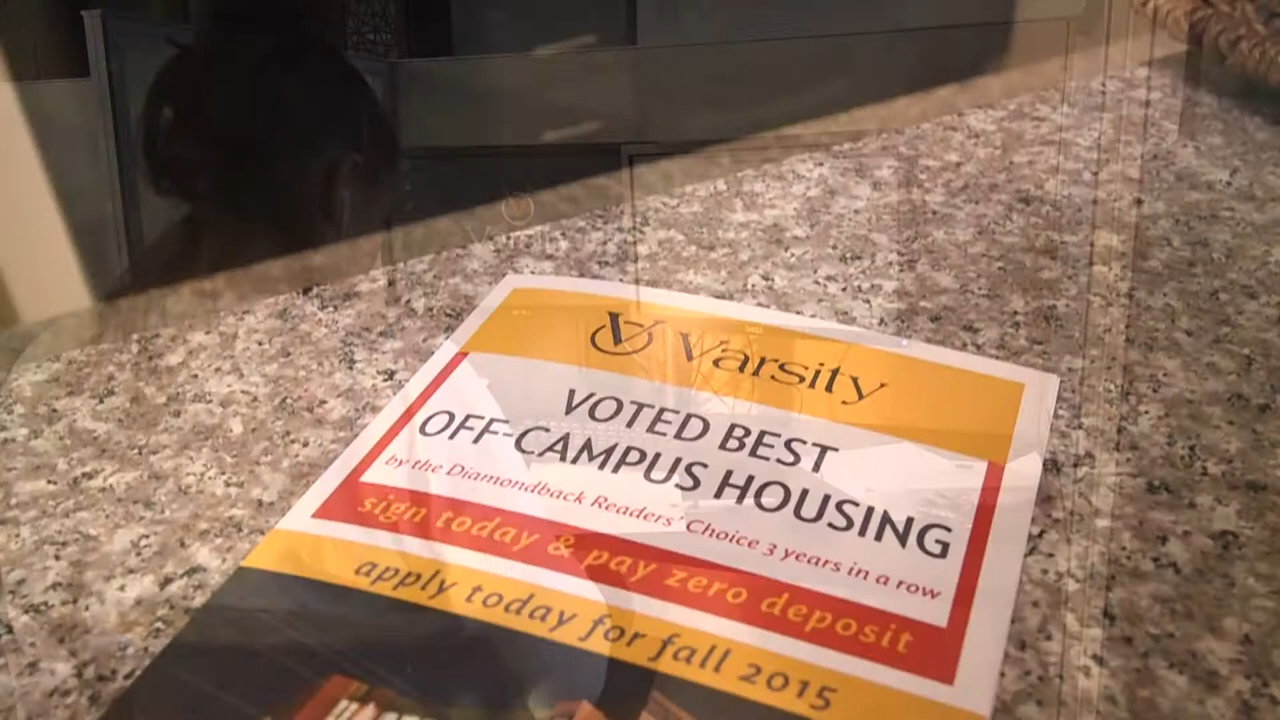 Varsity
VOTED BEST
OFF-CAMPUS HOUSING
by the Diamondback Readers' Choice 3 years in a row
sign today & pay zero deposit
apply today for fall 2015